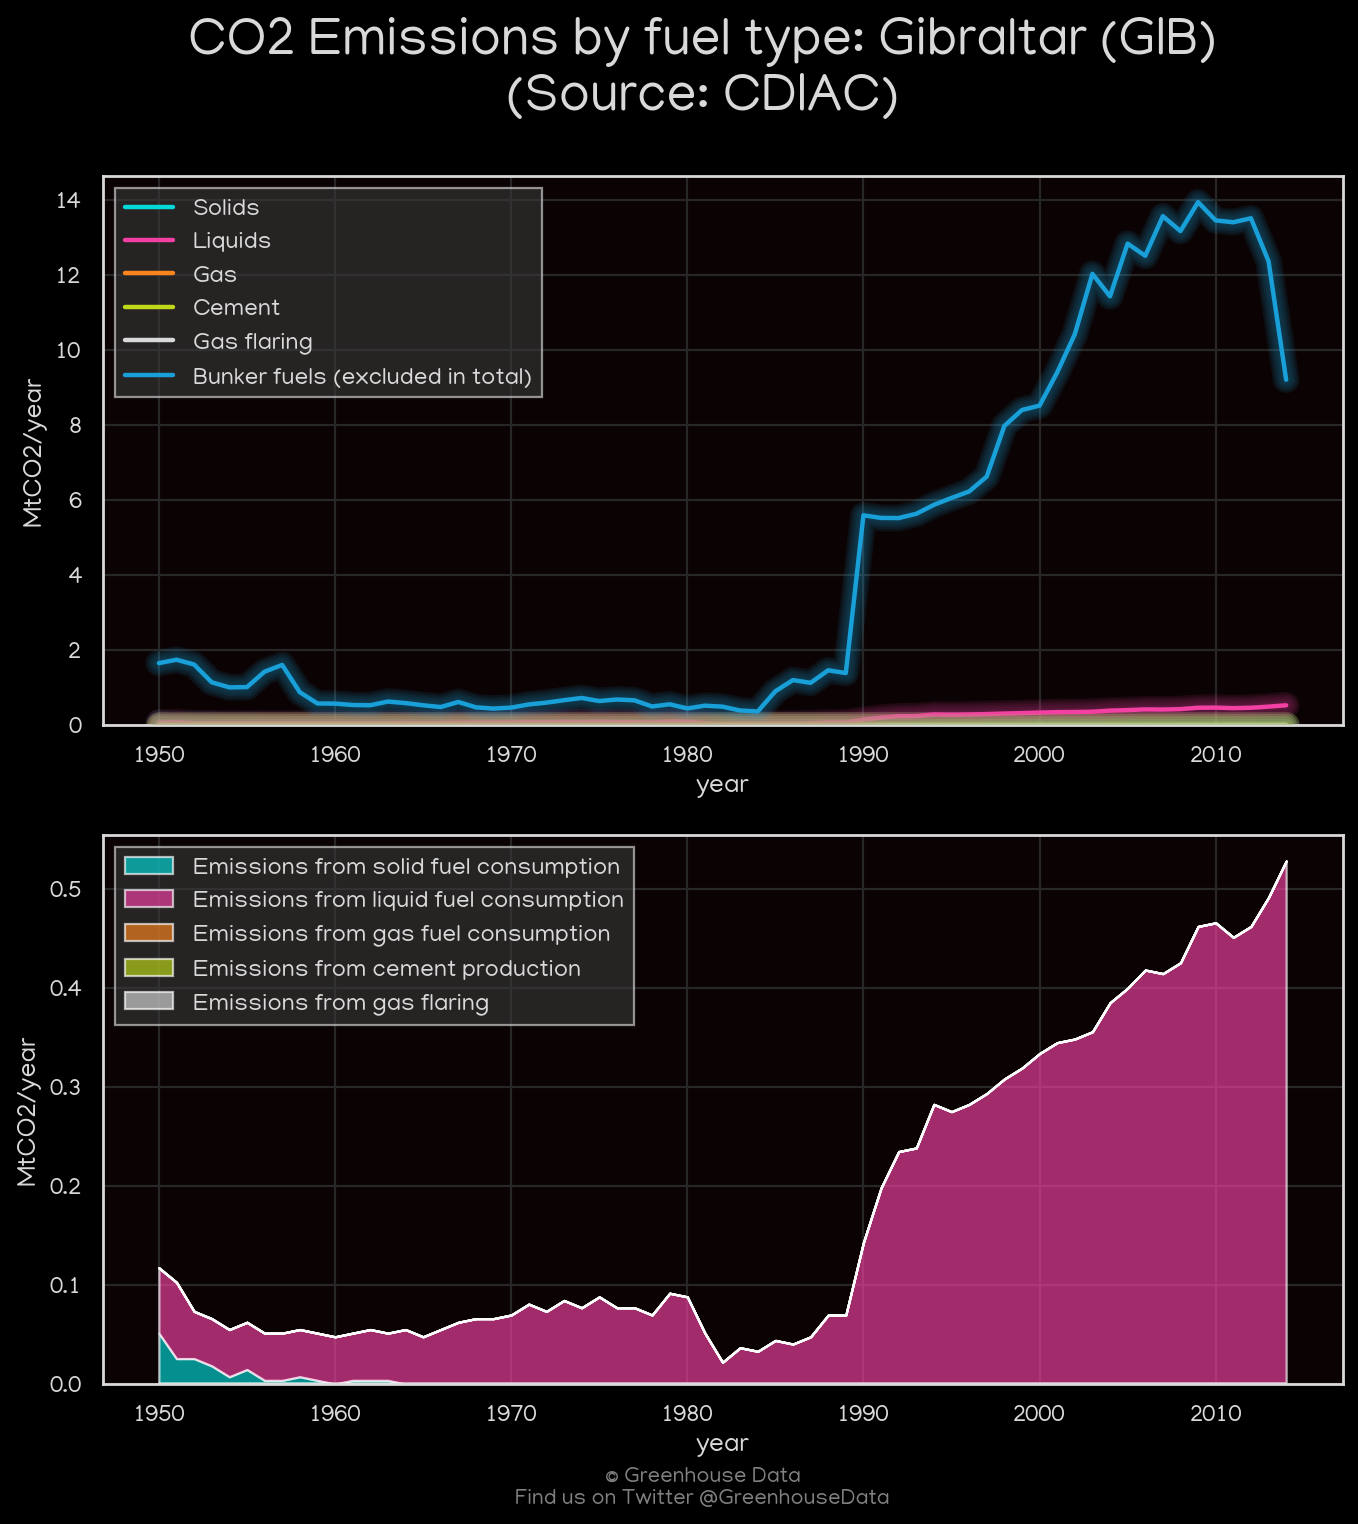 CO2 Emissions by fuel type: Gibraltar (GIB)
(Source: CDIAC)
MtCO2/year
14
12
10
8
6
4
2
0
Solids
Liquids
Gas
Cement
Gas flaring
Bunker fuels (excluded in total)
1950 1960 1970 1980 1990 2000 2010
year
MtCO2/year
0.5
0.4
0.3
0.2
0.1
0.0
Emissions from solid fuel consumption
Emissions from liquid fuel consumption
Emissions from gas fuel consumption
Emissions from cement production
Emissions from gas flaring
1950 1960 1970 1980 1990 2000 2010
year
© Greenhouse Data
Find us on Twitter @GreenhouseData